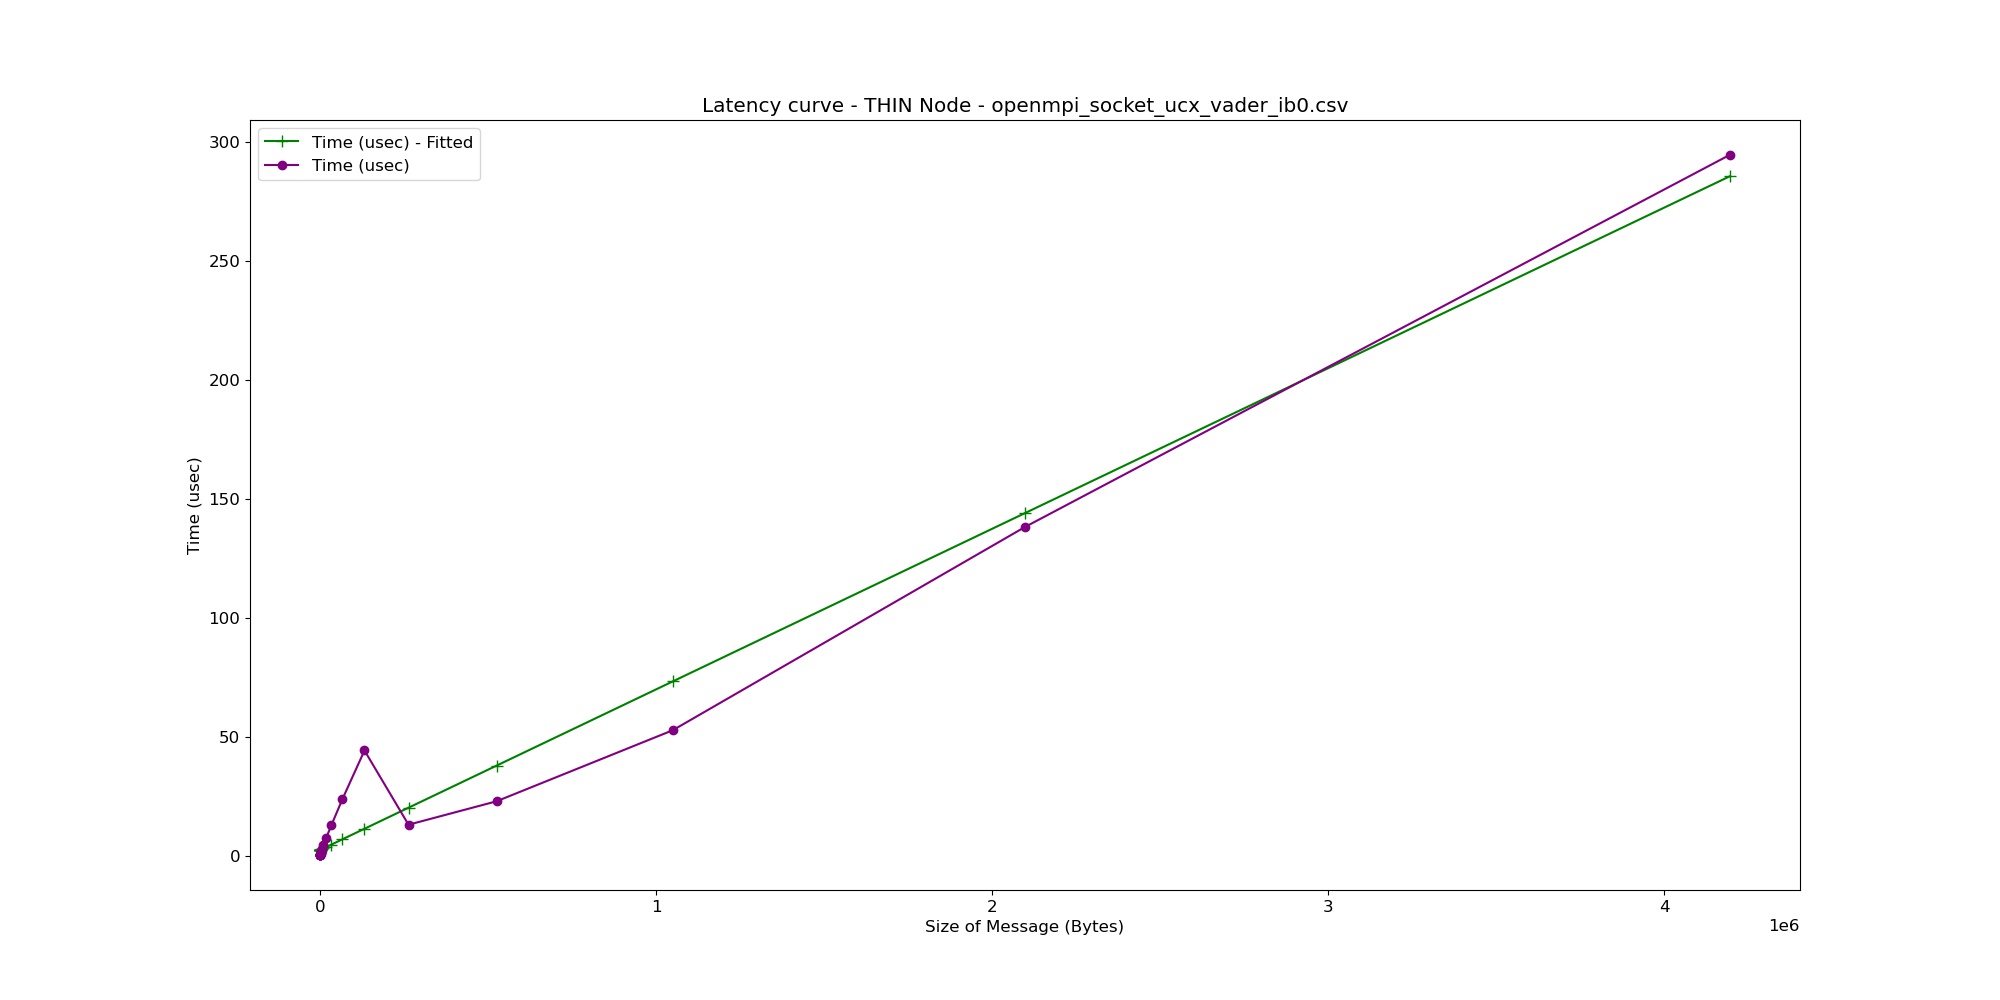 Latency curve - THIN Node - openmpi_socket_ucx_vader_ib0.csv
Time (usec) - Fitted
Time (usec)
300
250
200
150
100
50
0
Time (usec)
0 1 2 3 4
1e6
Size of Message (Bytes)